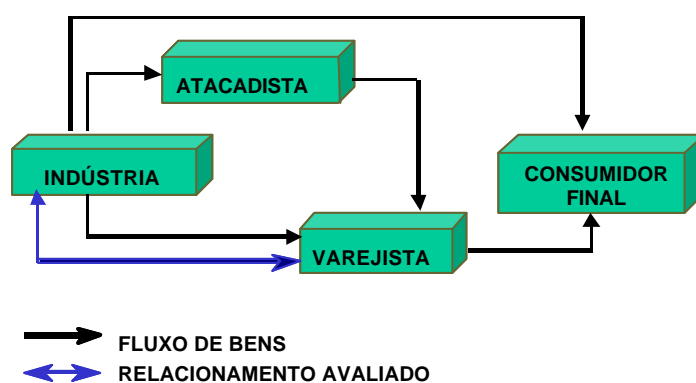 ATACADISTA
INDÚSTRIA
CONSUMIDOR
FINAL
VAREJISTA
FLUXO DE BENS
RELACIONAMENTO AVALIADO